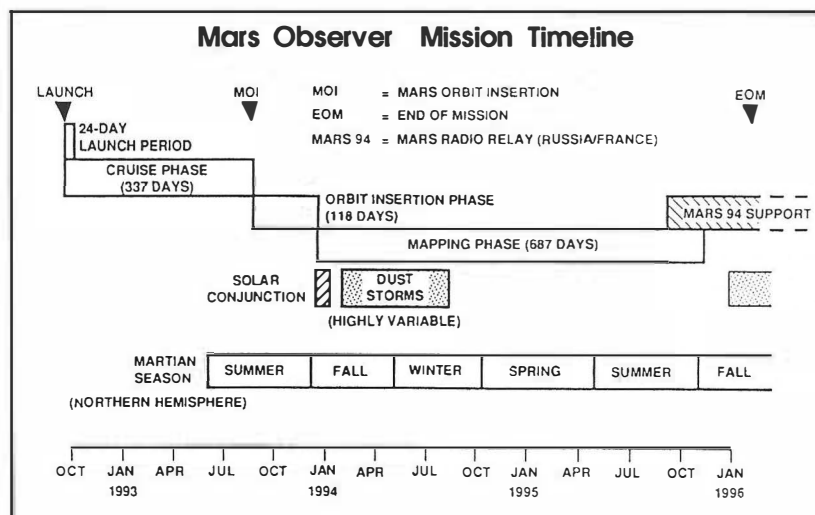 Mars Observer Mission Timeline
LAUNCH
MOI
MOI = MARS ORBIT INSERTION
EOM = END OF MISSION
MARS 94 = MARS RADIO RELAY (RUSSIA/FRANCE)
EOM
24-DAY
LAUNCH PERIOD
CRUISE PHASE
(337 DAYS)
ORBIT INSERTION PHASE
(118 DAYS)
MARS 94 SUPPORT
MAPPING PHASE (687 DAYS)
SOLAR
CONJUNCTION
DUST
STORMS
(HIGHLY VARIABLE)
MARTIAN
SEASON
(NORTHERN HEMISPHERE)
SUMMER FALL WINTER SPRING SUMMER FALL
OCT JAN APR JUL OCT JAN APR JUL OCT JAN APR JUL OCT JAN
1993 1994 1995 1996